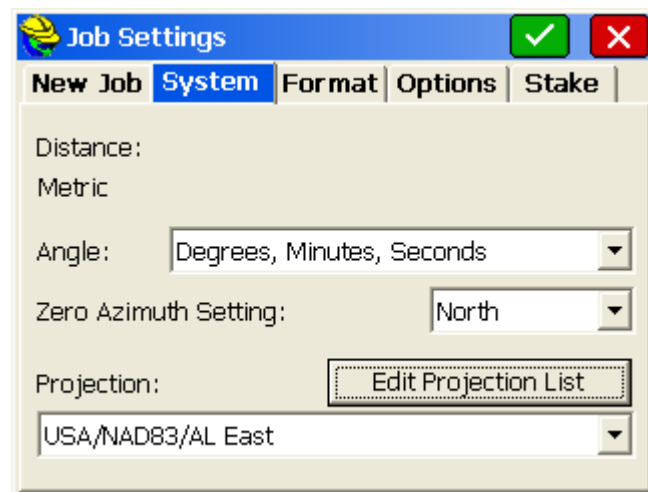 Job Settings
New Job System Format Options Stake
Distance:
Metric
Angle: Degrees, Minutes, Seconds
Zero Azimuth Setting: North
Projection: Edit Projection List
USA/NAD83/AL East